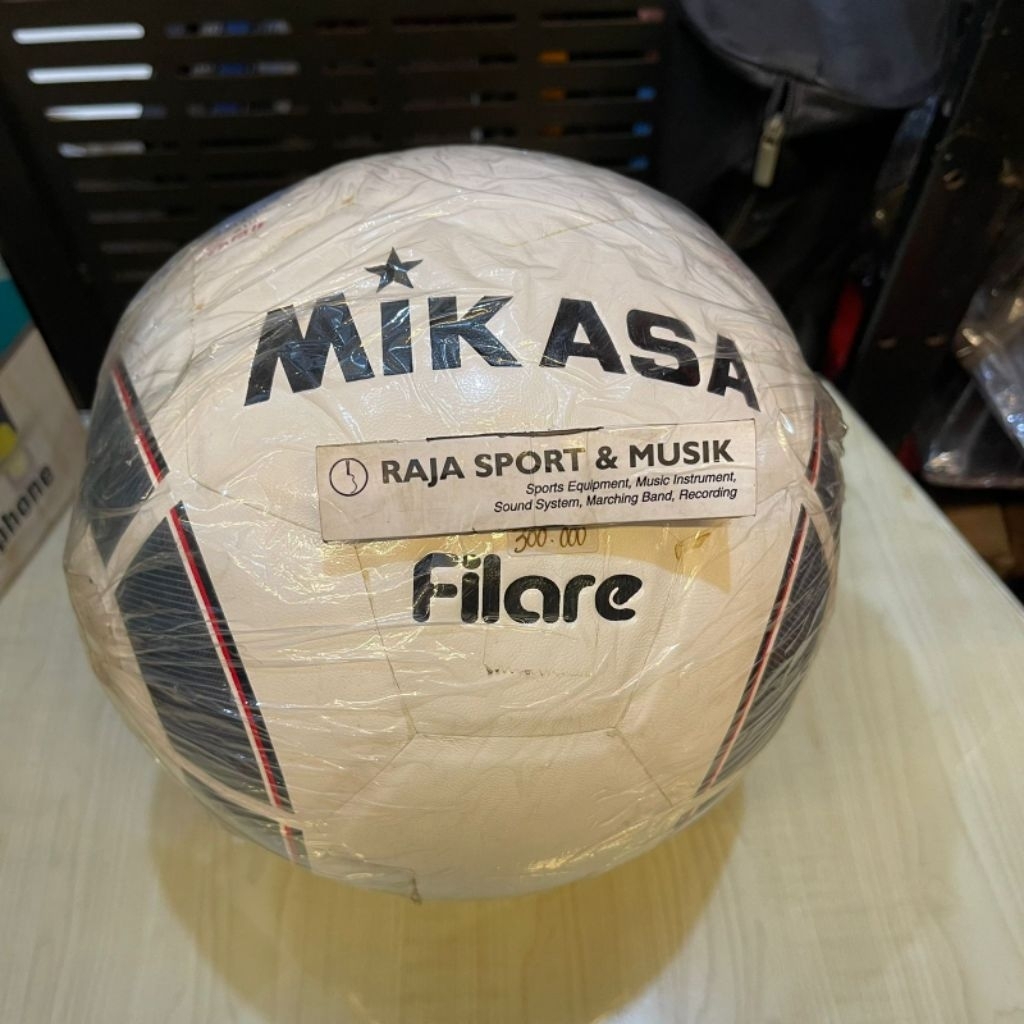 MIKASA
RAJA SPORT & MUSIK
Sports Equipment, Music Instrument,
Sound System, Marching Band, Recording
300.000
Filare
phone